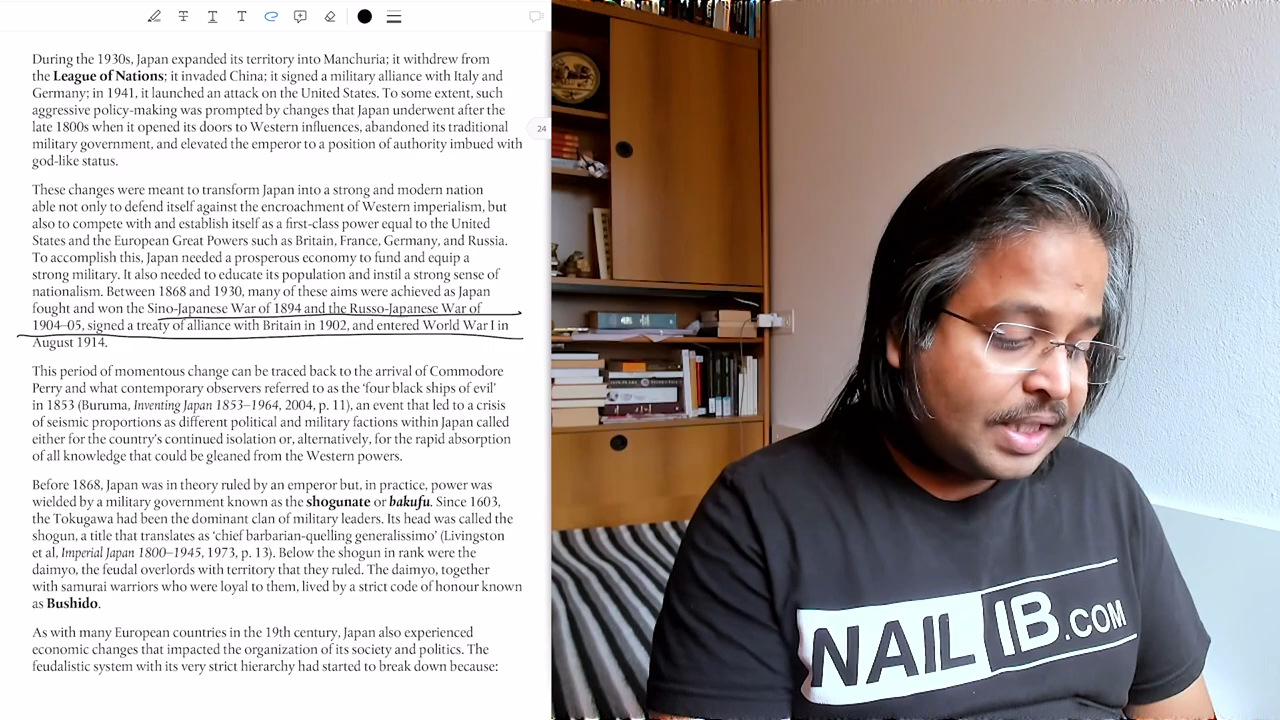 24
During the 1930s, Japan expanded its territory into Manchuria; it withdrew from
the League of Nations; it invaded China; it signed a military alliance with Italy and
Germany; in 1941, it launched an attack on the United States. To some extent, such
aggressive policy-making was prompted by changes that Japan underwent after the
late 1800s when it opened its doors to Western influences, abandoned its traditional
military government, and elevated the emperor to a position of authority imbued with
god-like status.
These changes were meant to transform Japan into a strong and modern nation
able not only to defend itself against the encroachment of Western imperialism, but
also to compete with and establish itself as a first-class power equal to the United
States and the European Great Powers such as Britain, France, Germany, and Russia.
To accomplish this, Japan needed a prosperous economy to fund and equip a
strong military. It also needed to educate its population and instil a strong sense of
nationalism. Between 1868 and 1930, many of these aims were achieved as Japan
fought and won the Sino-Japanese War of 1894 and the Russo-Japanese War of
1904–05, signed a treaty of alliance with Britain in 1902, and entered World War I in
August 1914.
This period of momentous change can be traced back to the arrival of Commodore
Perry and what contemporary observers referred to as the ‘four black ships of evil’
in 1853 (Buruma, Inventing Japan 1853–1964, 2004, p. 11), an event that led to a crisis
of seismic proportions as different political and military factions within Japan called
either for the country’s continued isolation or, alternatively, for the rapid absorption
of all knowledge that could be gleaned from the Western powers.
Before 1868, Japan was in theory ruled by an emperor but, in practice, power was
wielded by a military government known as the shogunate or bakufu. Since 1603,
the Tokugawa had been the dominant clan of military leaders. Its head was called the
shogun, a title that translates as ‘chief barbarian-quelling generalissimo’ (Livingston
et al, Imperial Japan 1800–1945, 1973, p. 13). Below the shogun in rank were the
daimyo, the feudal overlords with territory that they ruled. The daimyo, together
with samurai warriors who were loyal to them, lived by a strict code of honour known
as Bushido.
As with many European countries in the 19th century, Japan also experienced
economic changes that impacted the organization of its society and politics. The
feudalistic system with its very strict hierarchy had started to break down because:
NAIL IB.COM